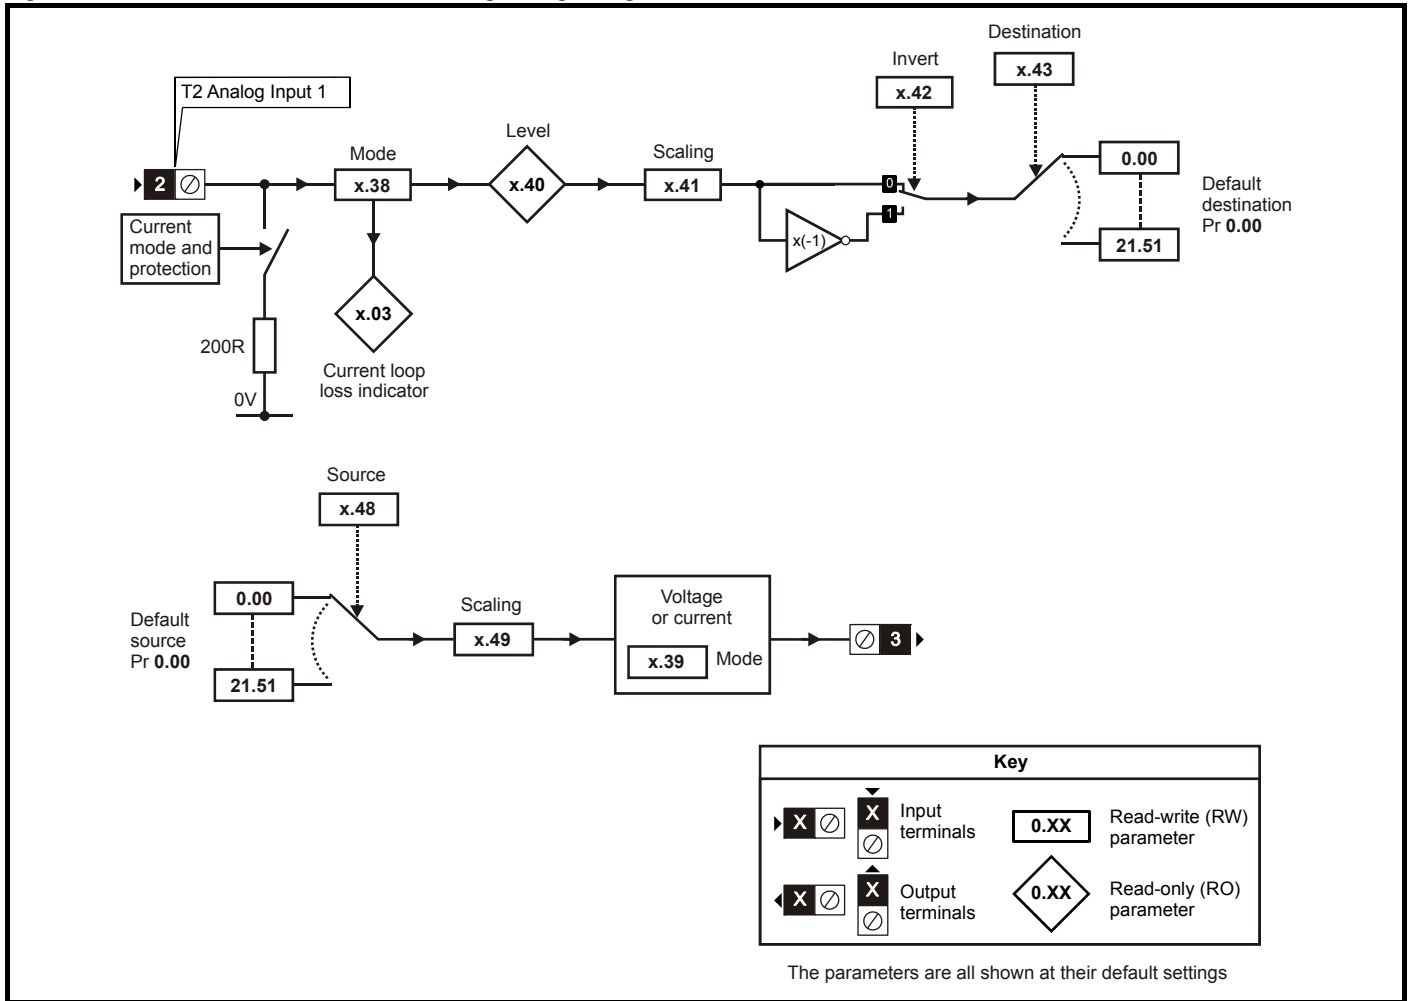 Destination
x.43
Invert
x.42
T2 Analog Input 1
2
Mode
x.38
Level
x.40
Scaling
x.41
0
1
x(-1)
0.00
21.51
Default
destination
Pr 0.00
Current
mode and
protection
200R
0V
x.03
Current loop
loss indicator
Source
x.48
0.00
21.51
Default
source
Pr 0.00
Scaling
x.49
Voltage
or current
x.39 Mode
3
Key
X
X
Input
terminals
0.XX
Read-write (RW)
parameter
X
X
Output
terminals
0.XX
Read-only (RO)
parameter
The parameters are all shown at their default settings